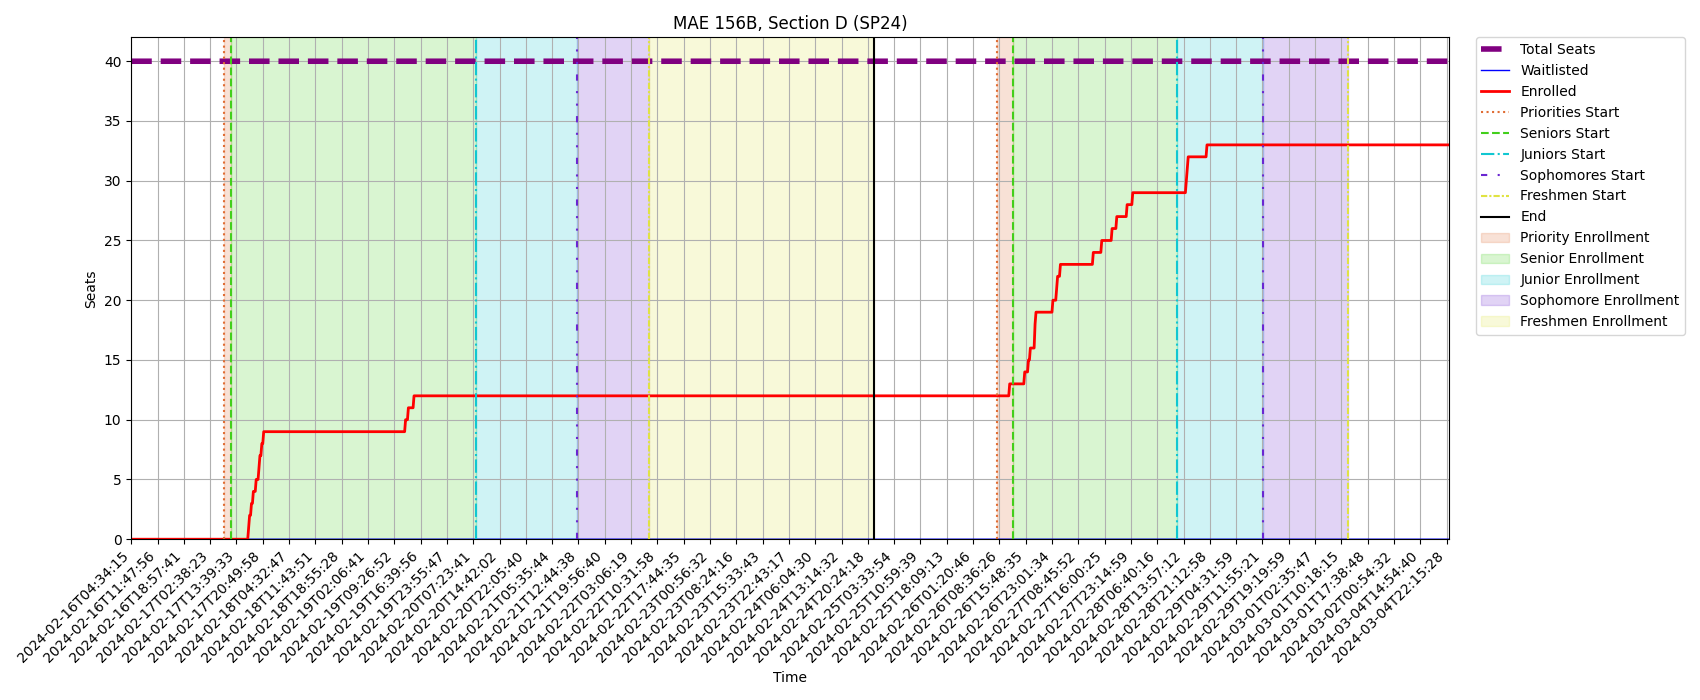 MAE 156B, Section D (SP24)
Total Seats
Waitlisted
Enrolled
Priorities Start
Seniors Start
Juniors Start
Sophomores Start
Freshmen Start
End
Priority Enrollment
Senior Enrollment
Junior Enrollment
Sophomore Enrollment
Freshmen Enrollment
Seats
40
35
30
25
20
15
10
5
0
2024-02-16T04:34:15
2024-02-16T11:47:56
2024-02-16T18:57:41
2024-02-17T02:38:23
2024-02-17T13:39:33
2024-02-17T20:49:58
2024-02-18T04:32:47
2024-02-18T11:43:51
2024-02-18T18:55:28
2024-02-19T02:06:41
2024-02-19T09:26:52
2024-02-19T16:39:56
2024-02-19T23:55:47
2024-02-20T07:23:41
2024-02-20T14:42:02
2024-02-20T22:05:40
2024-02-21T05:35:44
2024-02-21T12:44:38
2024-02-21T19:56:40
2024-02-22T03:06:19
2024-02-22T10:31:58
2024-02-22T17:44:35
2024-02-23T00:56:32
2024-02-23T08:24:16
2024-02-23T15:33:43
2024-02-23T22:43:17
2024-02-24T06:04:30
2024-02-24T13:14:32
2024-02-24T20:24:18
2024-02-25T03:33:54
2024-02-25T10:59:39
2024-02-25T18:09:13
2024-02-26T01:20:46
2024-02-26T08:36:26
2024-02-26T15:48:35
2024-02-26T23:01:34
2024-02-27T08:45:52
2024-02-27T16:00:25
2024-02-27T23:14:59
2024-02-28T06:40:16
2024-02-28T13:57:12
2024-02-28T21:12:58
2024-02-29T04:31:59
2024-02-29T11:55:21
2024-02-29T19:19:59
2024-03-01T02:35:47
2024-03-01T10:18:15
2024-03-01T17:38:48
2024-03-02T00:54:32
2024-03-04T14:54:40
2024-03-04T22:15:28
Time